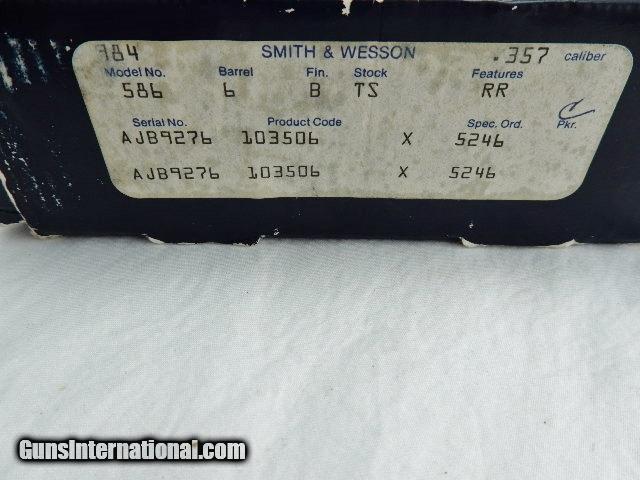 984 SMITH & WESSON .357 caliber
Model No. Barrel Fin. Stock Features
586 6 B TS RR
Serial No. Product Code Spec. Ord. Pkr.
AJB9276 103506 X 5246
AJB9276 103506 X 5246
GunsInternational.com